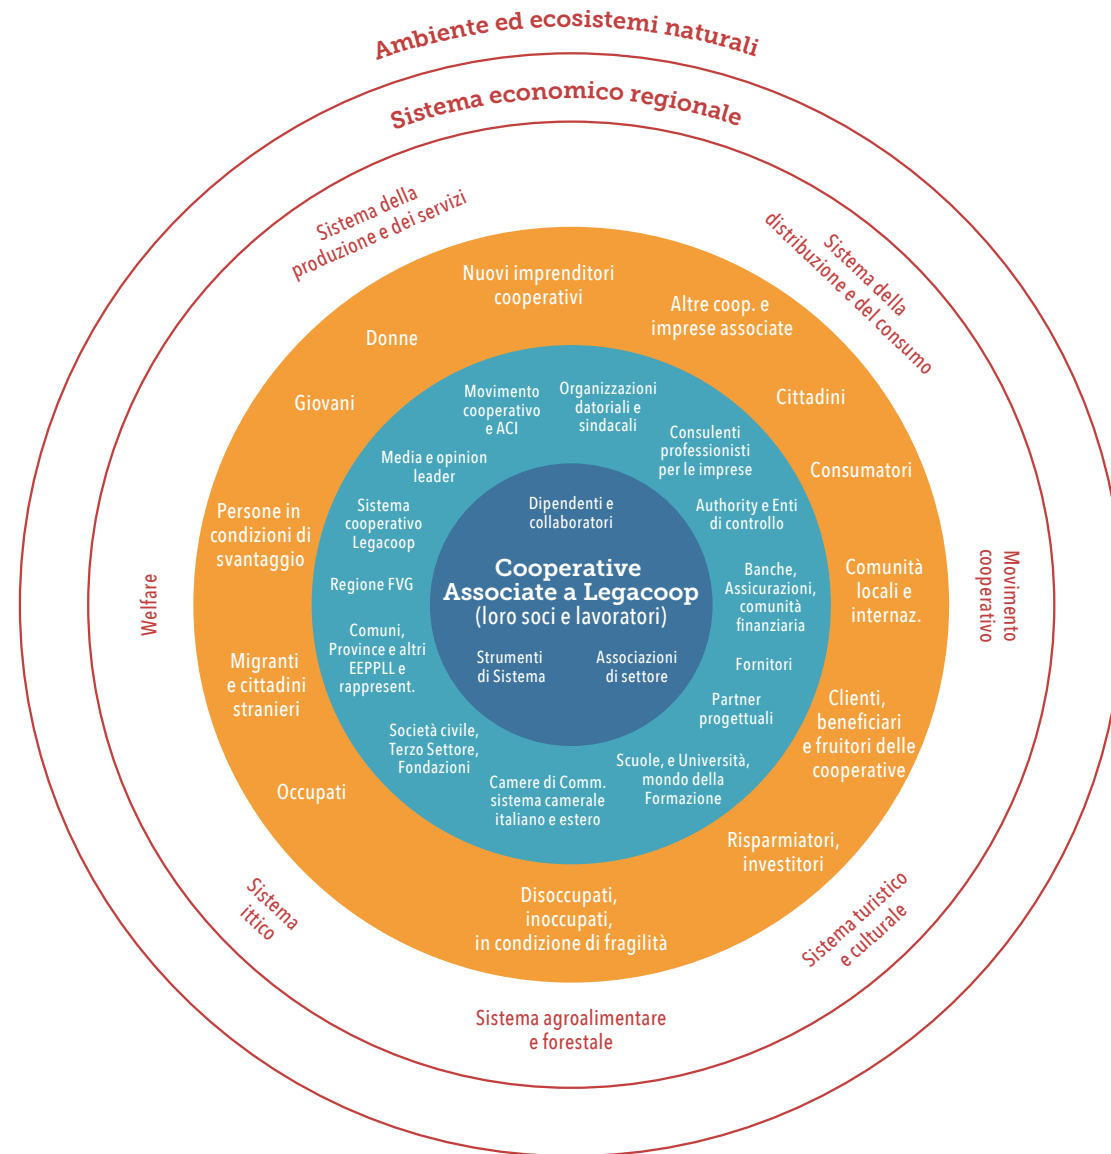 Ambiente ed ecosistemi naturali
Sistema economico regionale
Sistema della
produzione e dei servizi
Sistema della
distribuzione e del consumo
Movimento
cooperativo
Sistema turistico
e culturale
Sistema agroalimentare
e forestale
Sistema
ittico
Welfare
Nuovi imprenditori
cooperativi
Altre coop. e
imprese associate
Cittadini
Consumatori
Comunità
locali e
internaz.
Clienti,
beneficiari
e fruitori delle
cooperative
Risparmiatori,
investitori
Disoccupati,
inoccupati,
in condizione di fragilità
Occupati
Migranti
e cittadini
stranieri
Persone in
condizioni di
svantaggio
Giovani
Donne
Movimento
cooperativo
e ACI
Organizzazioni
datoriali e
sindacali
Consulenti
professionisti
per le imprese
Authority e Enti
di controllo
Banche,
Assicurazioni,
comunità
finanziaria
Fornitori
Partner
progettuali
Scuole, e Università,
mondo della
Formazione
Camere di Comm.
sistema camerale
italiano e estero
Società civile,
Terzo Settore,
Fondazioni
Comuni,
Province e altri
EEPPLL e
rappresent.
Regione FVG
Sistema
cooperativo
Legacoop
Media e opinion
leader
Dipendenti e
collaboratori
Cooperative
Associate a Legacoop
(loro soci e lavoratori)
Strumenti
di Sistema
Associazioni
di settore